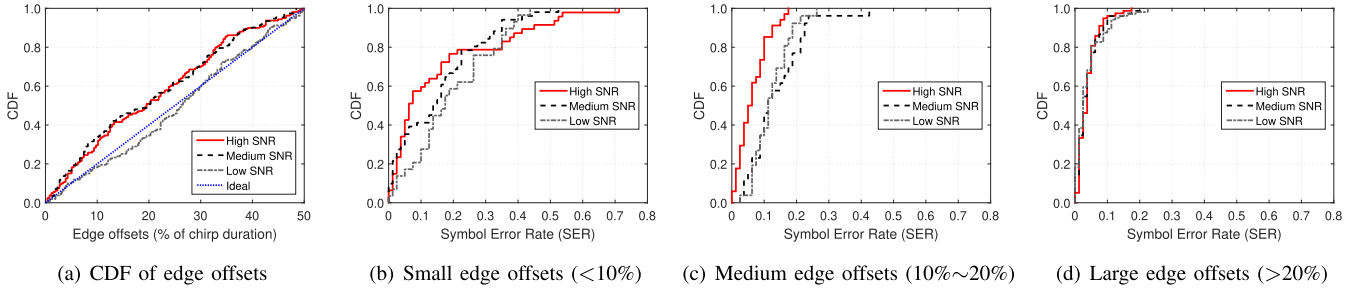 CDF
1.0
0.8
0.6
0.4
0.2
0.0
0 10 20 30 40 50
Edge offsets (% of chirp duration)
High SNR
Medium SNR
Low SNR
Ideal
(a) CDF of edge offsets
CDF
1.0
0.8
0.6
0.4
0.2
0.0
0 0.1 0.2 0.3 0.4 0.5 0.6 0.7 0.8
Symbol Error Rate (SER)
High SNR
Medium SNR
Low SNR
(b) Small edge offsets (<10%)
CDF
1.0
0.8
0.6
0.4
0.2
0.0
0 0.1 0.2 0.3 0.4 0.5 0.6 0.7 0.8
Symbol Error Rate (SER)
High SNR
Medium SNR
Low SNR
(c) Medium edge offsets (10%∼20%)
CDF
1.0
0.8
0.6
0.4
0.2
0.0
0 0.1 0.2 0.3 0.4 0.5 0.6 0.7 0.8
Symbol Error Rate (SER)
High SNR
Medium SNR
Low SNR
(d) Large edge offsets (>20%)